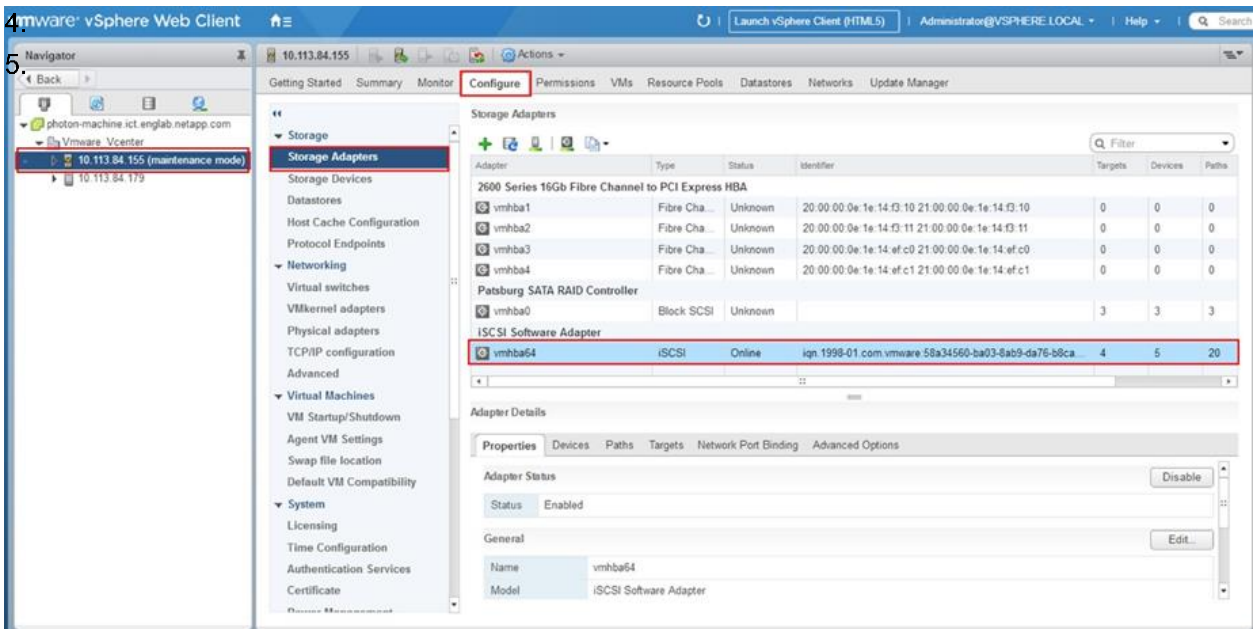 4.
vmware vSphere Web Client
Launch vSphere Client (HTML5)
Administrator@VSPHERE.LOCAL
Help
Search
5.
Navigator
Back
photon-machine.ict.englab.netapp.com
Vmware_Vcenter
10.113.84.155 (maintenance mode)
10.113.84.179
10.113.84.155
Actions
Getting Started Summary Monitor Configure Permissions VMs Resource Pools Datastores Networks Update Manager
Storage
Storage Adapters
Storage Devices
Datastores
Host Cache Configuration
Protocol Endpoints
Networking
Virtual switches
VMkernel adapters
Physical adapters
TCP/IP configuration
Advanced
Virtual Machines
VM Startup/Shutdown
Agent VM Settings
Swap file location
Default VM Compatibility
System
Licensing
Time Configuration
Authentication Services
Certificate
Power Management
Storage Adapters
Filter
Adapter Type Status Identifier Targets Devices Paths
2600 Series 16Gb Fibre Channel to PCI Express HBA
vmhba1 Fibre Cha... Unknown 20:00:00:0e:1e:14:f3:10 21:00:00:0e:1e:14:f3:10 0 0 0
vmhba2 Fibre Cha... Unknown 20:00:00:0e:1e:14:f3:11 21:00:00:0e:1e:14:f3:11 0 0 0
vmhba3 Fibre Cha... Unknown 20:00:00:0e:1e:14:ef:c0 21:00:00:0e:1e:14:ef:c0 0 0 0
vmhba4 Fibre Cha... Unknown 20:00:00:0e:1e:14:ef:c1 21:00:00:0e:1e:14:ef:c1 0 0 0
Patsburg SATA RAID Controller
vmhba0 Block SCSI Unknown 3 3 3
iSCSI Software Adapter
vmhba64 iSCSI Online iqn.1998-01.com.vmware:58a34560-ba03-8ab9-da76-b8ca... 4 5 20
Adapter Details
Properties Devices Paths Targets Network Port Binding Advanced Options
Adapter Status
Disable
Status Enabled
General
Edit...
Name vmhba64
Model iSCSI Software Adapter